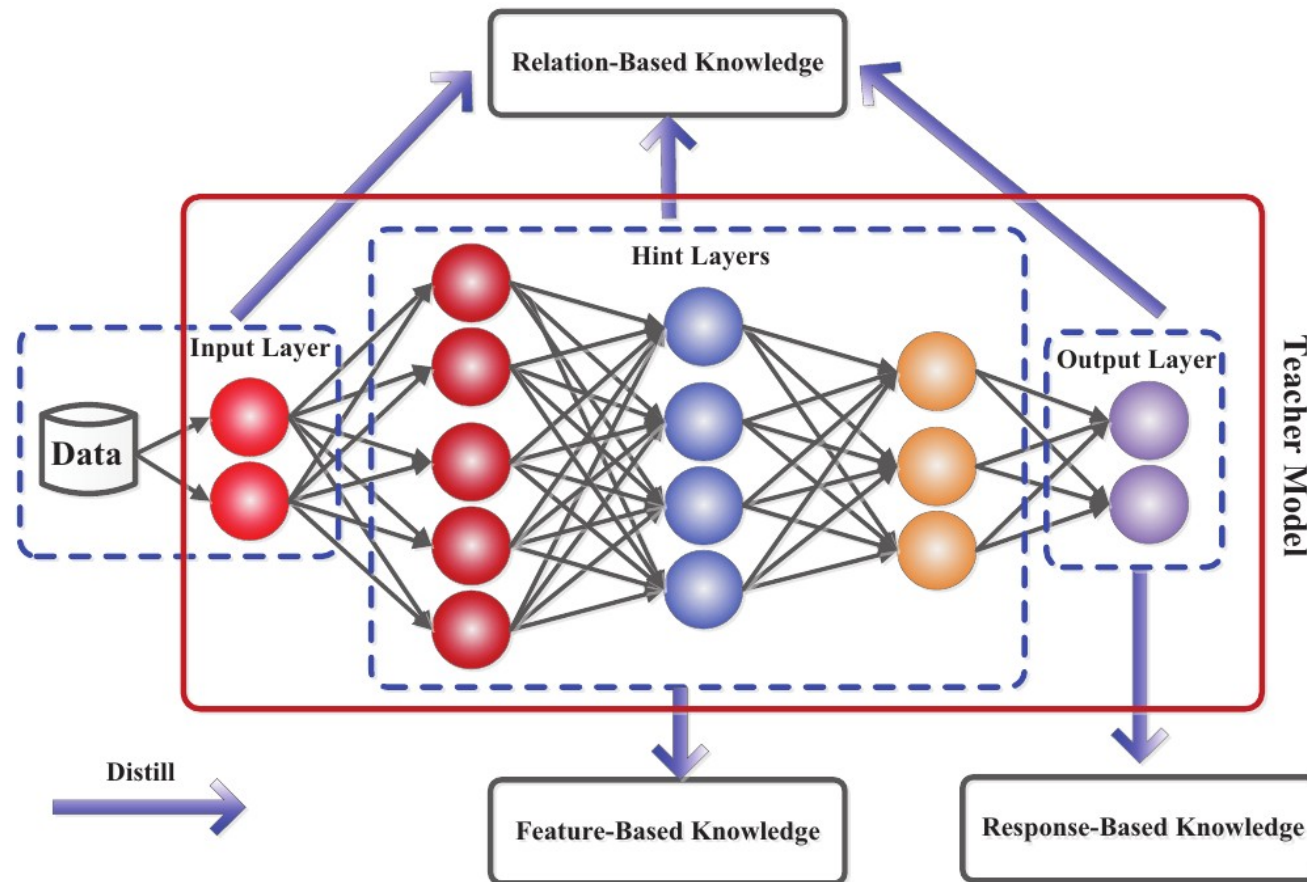 Relation-Based Knowledge
Hint Layers
Input Layer
Output Layer
Data
Teacher Model
Distill
Feature-Based Knowledge
Response-Based Knowledge